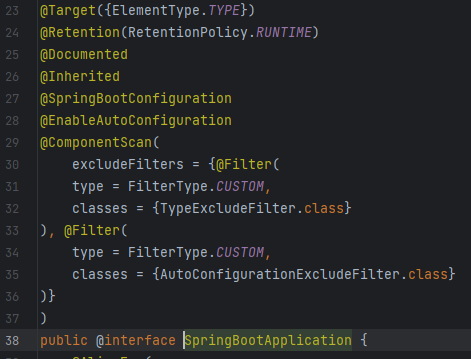 23 @Target({ElementType.TYPE})
24 @Retention(RetentionPolicy.RUNTIME)
25 @Documented
26 @Inherited
27 @SpringBootConfiguration
28 @EnableAutoConfiguration
29 @ComponentScan(
30 excludeFilters = {@Filter(
31 type = FilterType.CUSTOM,
32 classes = {TypeExcludeFilter.class}
33 ), @Filter(
34 type = FilterType.CUSTOM,
35 classes = {AutoConfigurationExcludeFilter.class}
36 )}
37 )
38 public @interface SpringBootApplication {